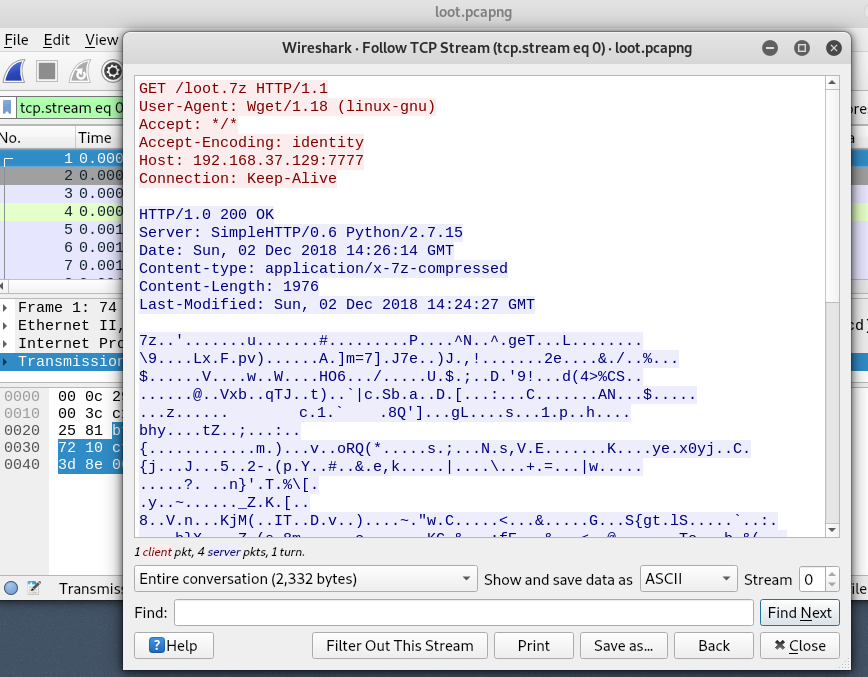 loot.pcapng
File Edit View
Wireshark · Follow TCP Stream (tcp.stream eq 0) · loot.pcapng
tcp.stream eq 0
No. Time
1 0.000
2 0.000
3 0.000
4 0.000
5 0.001
6 0.001
7 0.001
Frame 1: 74
Ethernet II,
Internet Pro
Transmission
0000 00 0c 29
0010 00 3c c
0020 25 81 b
0030 72 10 c
0040 3d 8e 00
GET /loot.7z HTTP/1.1
User-Agent: Wget/1.18 (linux-gnu)
Accept: */*
Accept-Encoding: identity
Host: 192.168.37.129:7777
Connection: Keep-Alive
HTTP/1.0 200 OK
Server: SimpleHTTP/0.6 Python/2.7.15
Date: Sun, 02 Dec 2018 14:26:14 GMT
Content-type: application/x-7z-compressed
Content-Length: 1976
Last-Modified: Sun, 02 Dec 2018 14:24:27 GMT
7z..'.......u.......#.........P....^N..^.geT...L........
\9....Lx.F.pv)......A.]m=7].J7e..)J.,!.......2e....&./..%...
$......V....w..W....HO6.../.....U.$.;..D.'9!...d(4>%CS..
......@..Vxb..qTJ..t)..`|c.Sb.a..D.[...:...C.......AN...$.....
...z...... c.1.` .8Q']...gL....s...1.p..h....
bhy....tZ..;...:..
{............m.)...v..oRQ(*.....s.;...N.s,V.E.......K....ye.x0yj..C.
{j...J...5..2-.(p.Y..#..&.e,k.....|....\...+.=...|w.....
.....?. ..n}'.T.%\[.
.y..~......_Z.K.[..
8..V.n...KjM(..IT..D.v..)....~."w.C.....<...&.....G...S{gt.lS.....`..:.
1 client pkt, 4 server pkts, 1 turn.
Entire conversation (2,332 bytes) Show and save data as ASCII Stream 0
Find: Find Next
Help Filter Out This Stream Print Save as... Back Close
Transmiss